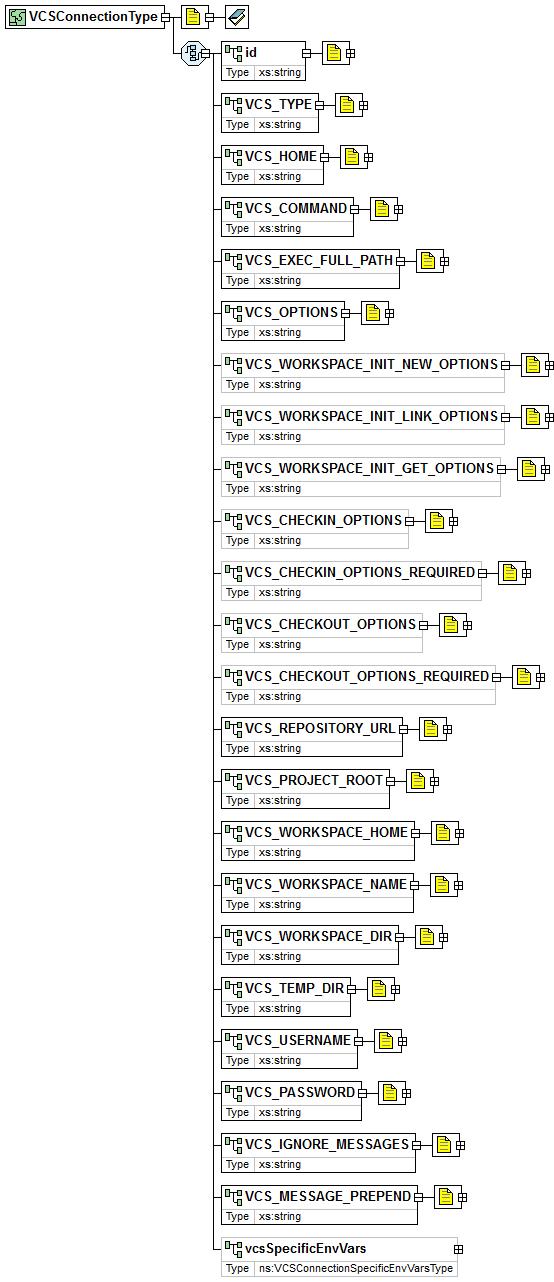 VCSConnectionType
id
Type xs:string
VCS_TYPE
Type xs:string
VCS_HOME
Type xs:string
VCS_COMMAND
Type xs:string
VCS_EXEC_FULL_PATH
Type xs:string
VCS_OPTIONS
Type xs:string
VCS_WORKSPACE_INIT_NEW_OPTIONS
Type xs:string
VCS_WORKSPACE_INIT_LINK_OPTIONS
Type xs:string
VCS_WORKSPACE_INIT_GET_OPTIONS
Type xs:string
VCS_CHECKIN_OPTIONS
Type xs:string
VCS_CHECKIN_OPTIONS_REQUIRED
Type xs:string
VCS_CHECKOUT_OPTIONS
Type xs:string
VCS_CHECKOUT_OPTIONS_REQUIRED
Type xs:string
VCS_REPOSITORY_URL
Type xs:string
VCS_PROJECT_ROOT
Type xs:string
VCS_WORKSPACE_HOME
Type xs:string
VCS_WORKSPACE_NAME
Type xs:string
VCS_WORKSPACE_DIR
Type xs:string
VCS_TEMP_DIR
Type xs:string
VCS_USERNAME
Type xs:string
VCS_PASSWORD
Type xs:string
VCS_IGNORE_MESSAGES
Type xs:string
VCS_MESSAGE_PREPEND
Type xs:string
vcsSpecificEnvVars
Type ns:VCSConnectionSpecificEnvVarsType